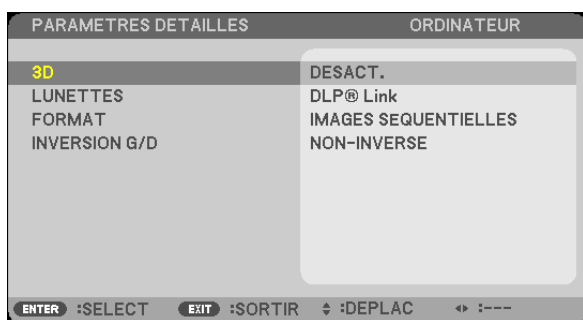 PARAMETRES DETAILLES ORDINATEUR
3D DESACT.
LUNETTES DLP® Link
FORMAT IMAGES SEQUENTIELLES
INVERSION G/D NON-INVERSE
ENTER :SELECT EXIT :SORTIR :DEPLAC :---